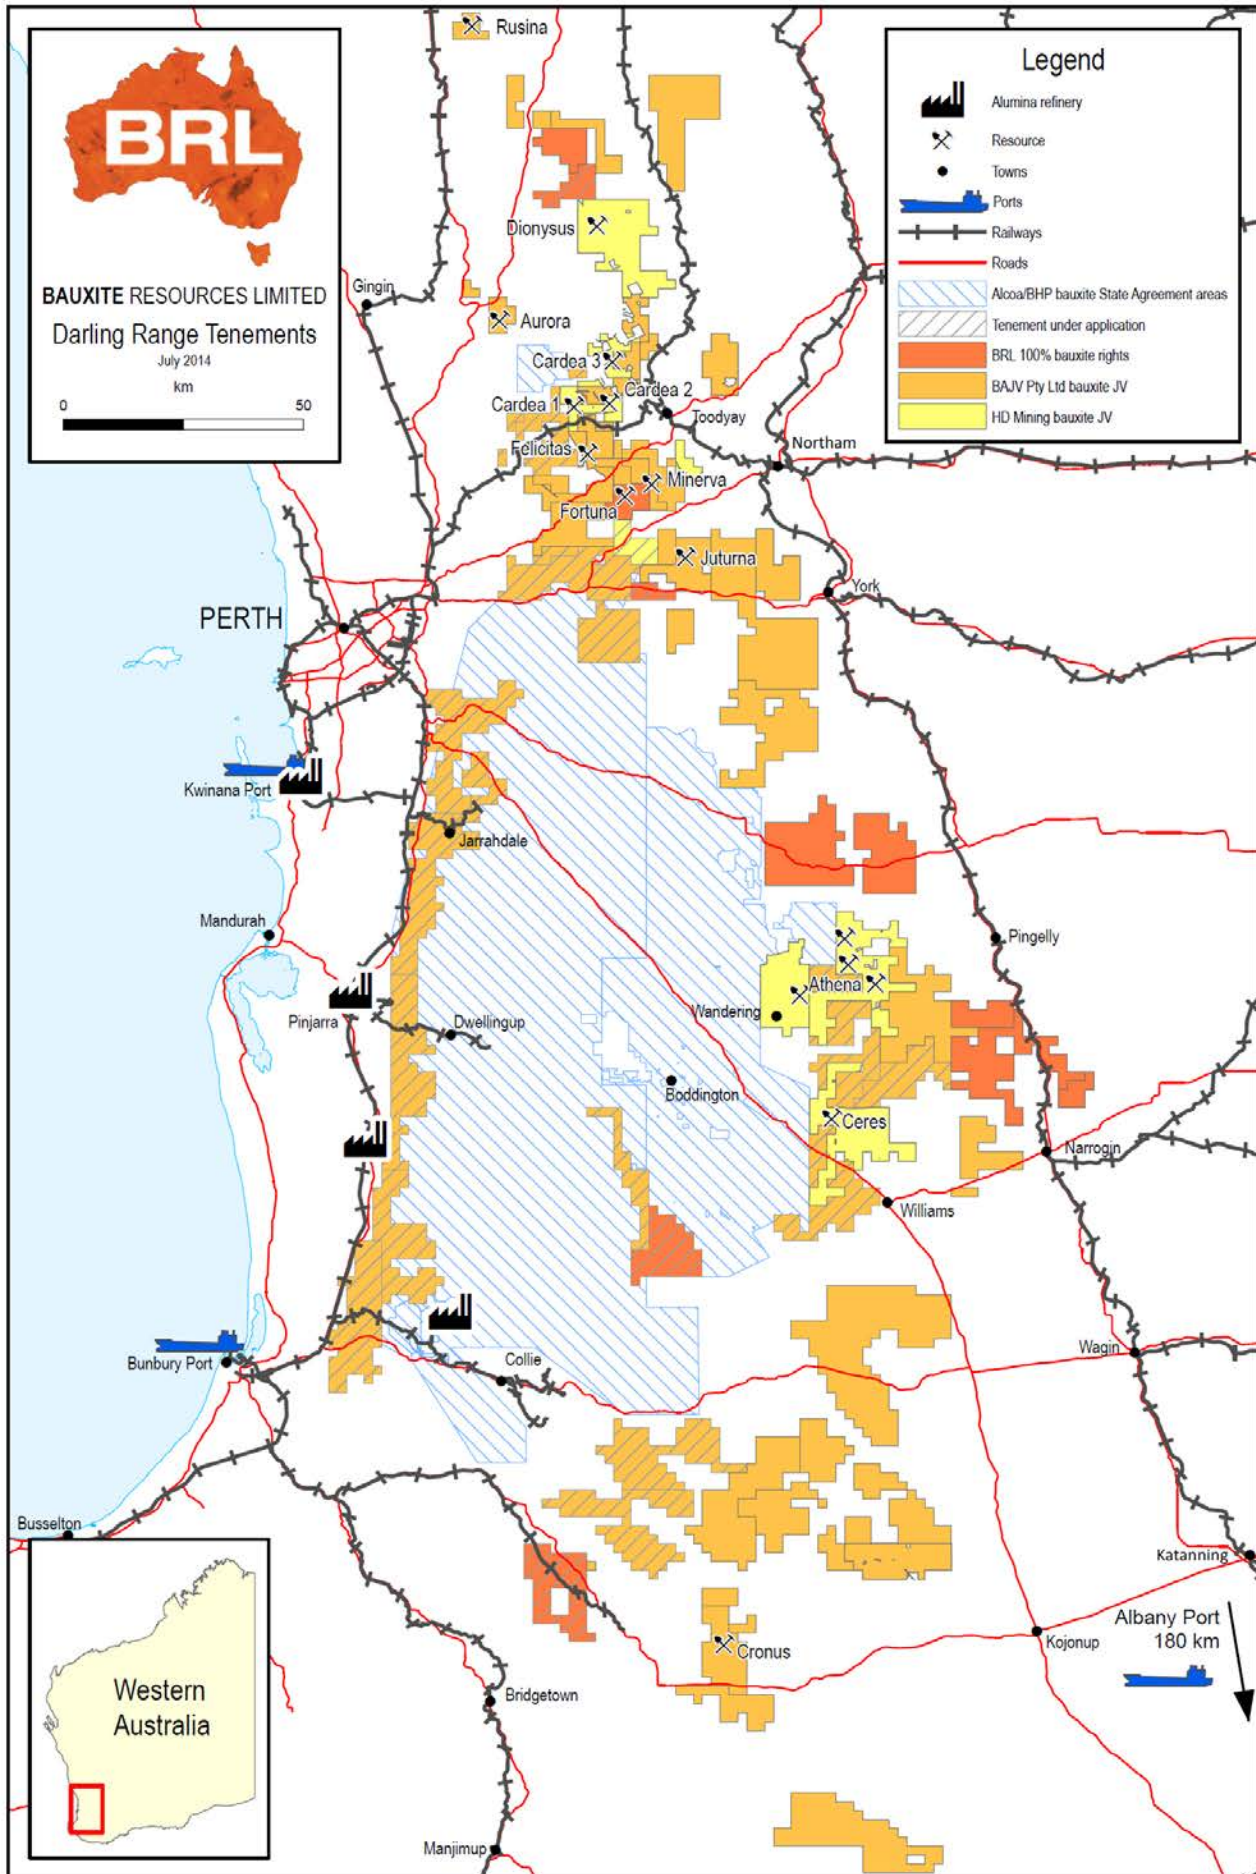 BRL
BAUXITE RESOURCES LIMITED
Darling Range Tenements
July 2014
km
0 50
Legend
Alumina refinery
Resource
Towns
Ports
Railways
Roads
Alcoa/BHP bauxite State Agreement areas
Tenement under application
BRL 100% bauxite rights
BAJV Pty Ltd bauxite JV
HD Mining bauxite JV
Rusina
Dionysus
Gingin
Aurora
Cardea 3
Cardea 1
Cardea 2
Toodyay
Felicitas
Northam
Minerva
Fortuna
Juturna
York
PERTH
Kwinana Port
Jarrahdale
Mandurah
Pingelly
Athena
Wandering
Pinjarra
Dwellingup
Boddington
Ceres
Narrogin
Williams
Wagin
Bunbury Port
Collie
Busselton
Katanning
Albany Port
180 km
Kojonup
Cronus
Bridgetown
Western
Australia
Manjimup